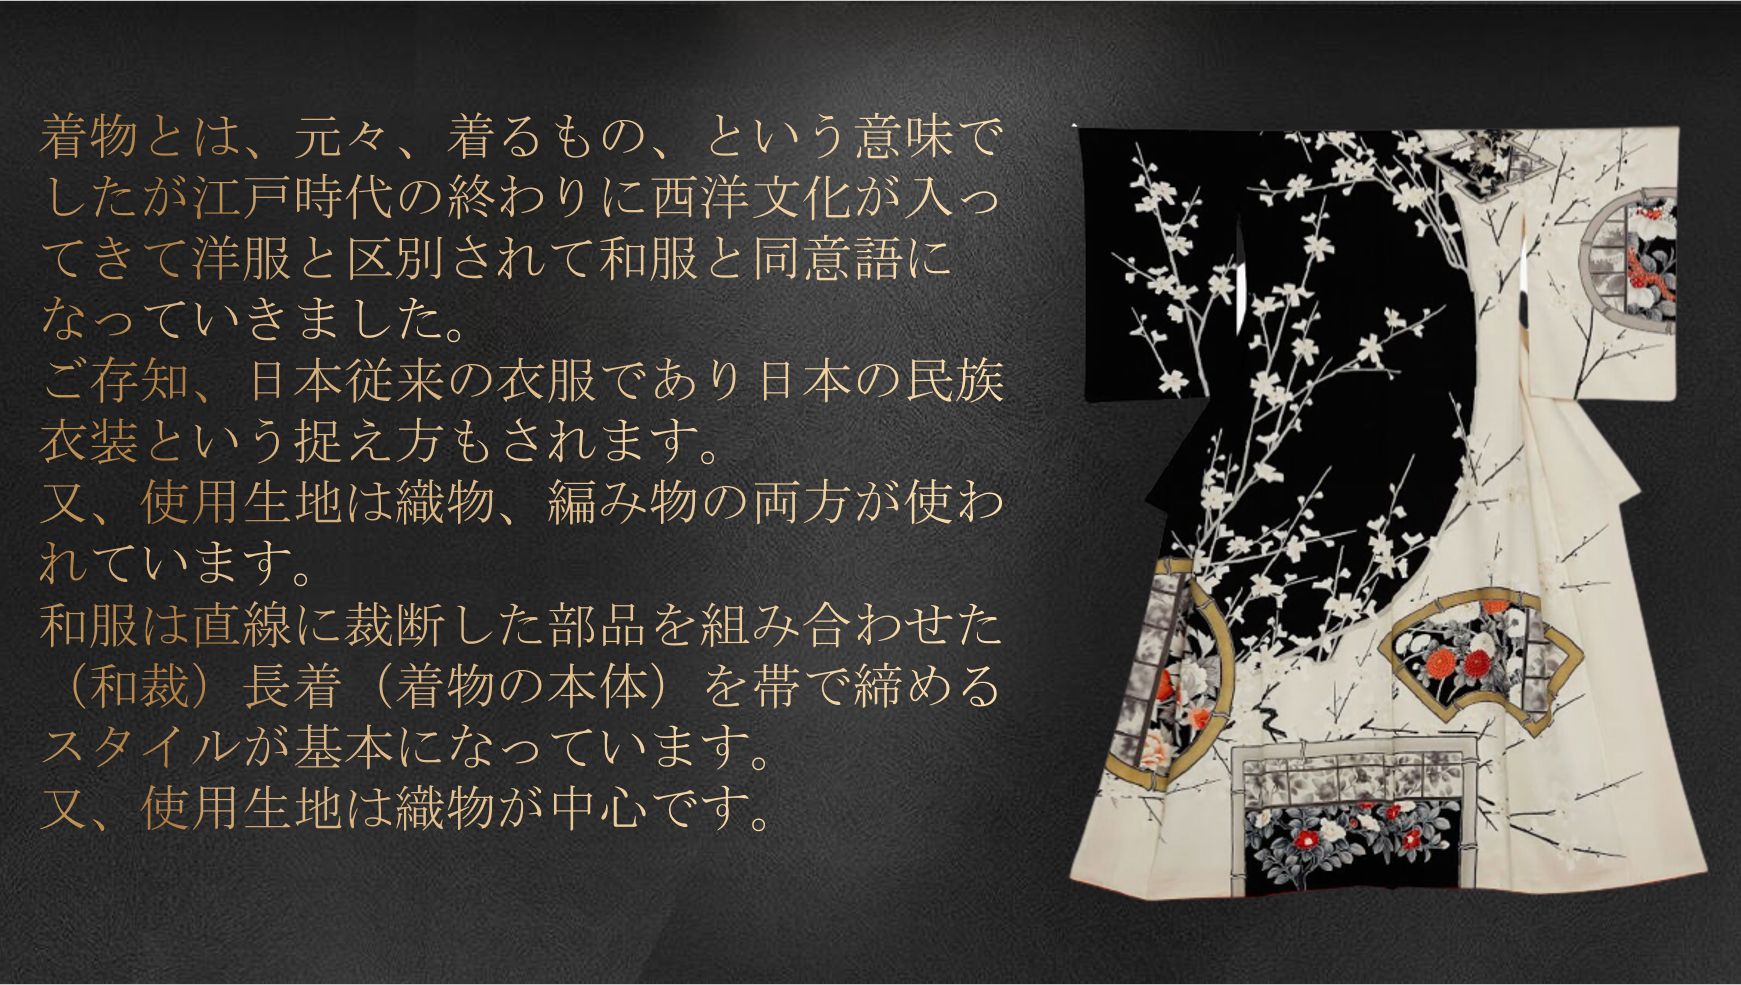 着物とは、元々、着るもの、という意味で
したが江戸時代の終わりに西洋文化が入っ
てきて洋服と区別されて和服と同意語に
なっていきました。
ご存知、日本従来の衣服であり日本の民族
衣装という捉え方もされます。
又、使用生地は織物、編み物の両方が使わ
れています。
和服は直線に裁断した部品を組み合わせた
（和裁）長着（着物の本体）を帯で締める
スタイルが基本になっています。
又、使用生地は織物が中心です。